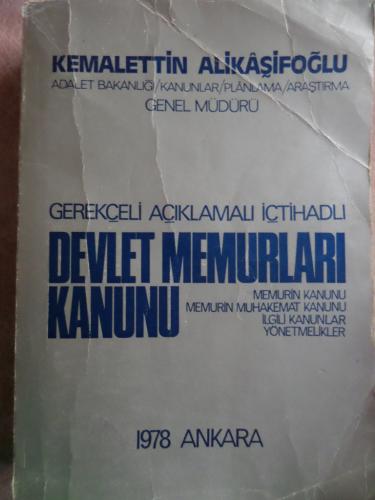 KEMALETTİN ALİKÂŞİFOĞLU
ADALET BAKANLIĞI/KANUNLAR/PLÂNLAMA/ARAŞTIRMA
GENEL MÜDÜRÜ
GEREKÇELİ AÇIKLAMALI İÇTİHADLI
DEVLET MEMURLARI
KANUNU
MEMURİN KANUNU
MEMURİN MUHAKEMAT KANUNU
İLGİLİ KANUNLAR
YÖNETMELİKLER
1978 ANKARA